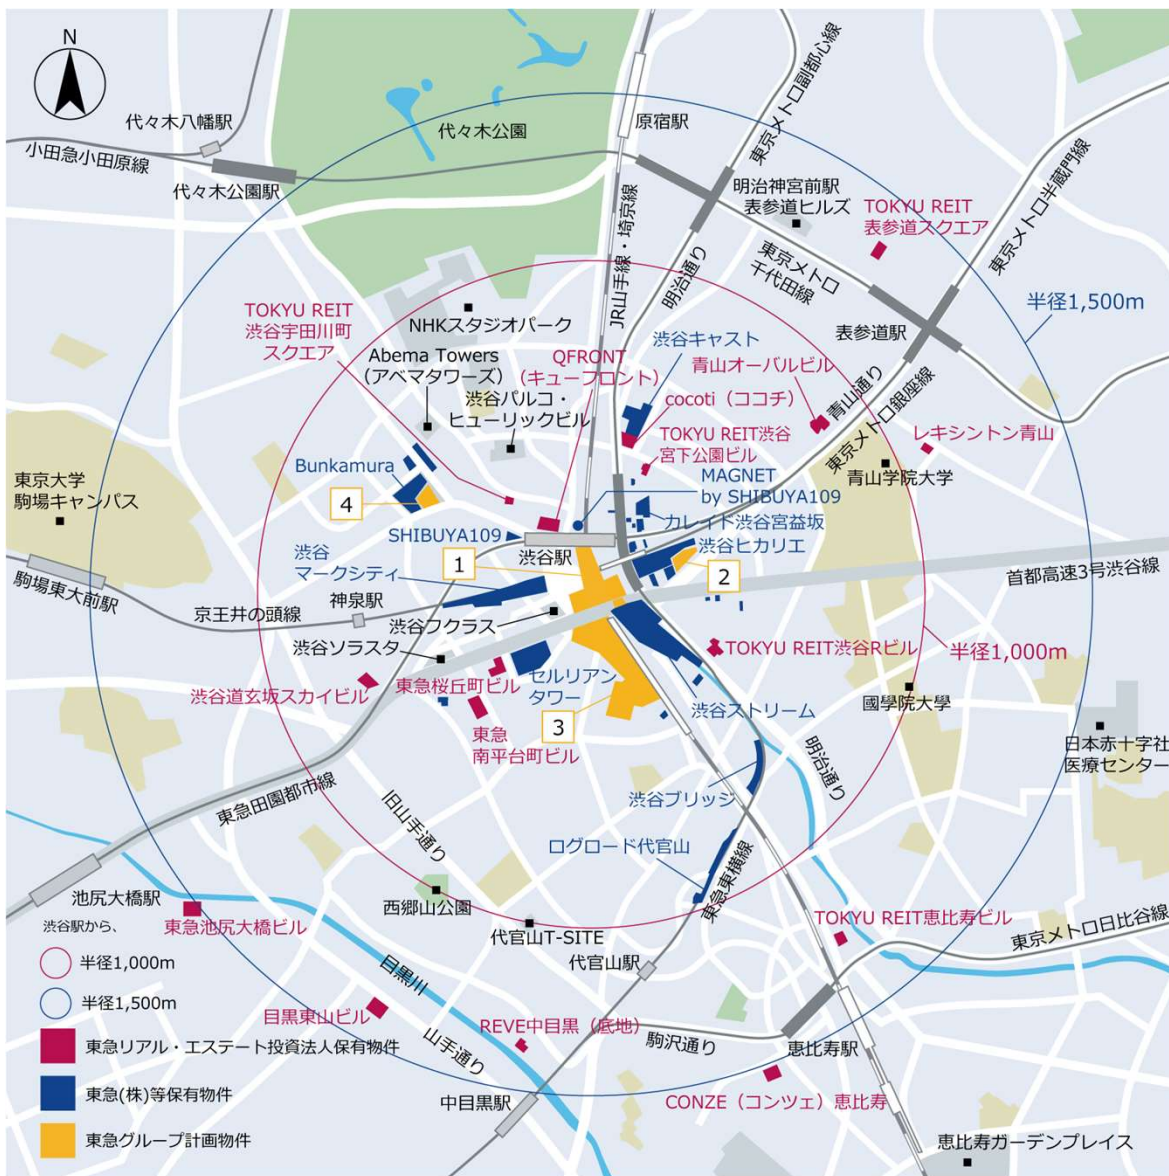 N
代々木八幡駅
小田急小田原線
代々木公園駅
代々木公園
原宿駅
東京メトロ副都心線
明治神宮前駅
表参道ヒルズ
TOKYU REIT
表参道スクエア
東京メトロ半蔵門線
東京メトロ
千代田線
JR山手線・埼京線
明治通り
半径1,500m
表参道駅
TOKYU REIT
渋谷宇田川町
スクエア
NHKスタジオパーク
Abema Towers
（アベマタワーズ）
QFRONT
（キューフロント）
渋谷キャスト
青山オーバルビル
青山通り
東京メトロ銀座線
渋谷パルコ・
ヒューリックビル
cocoti（ココチ）
TOKYU REIT渋谷
宮下公園ビル
レキシントン青山
青山学院大学
東京大学
駒場キャンパス
Bunkamura
4
MAGNET
by SHIBUYA109
SHIBUYA109
カレイド渋谷宮益坂
渋谷駅
渋谷ヒカリエ
1
2
首都高速3号渋谷線
駒場東大前駅
京王井の頭線
神泉駅
渋谷
マークシティ
渋谷フクラス
渋谷ソラスタ
TOKYU REIT渋谷Rビル
半径1,000m
渋谷道玄坂スカイビル
東急桜丘町ビル
セルリアン
タワー
3
渋谷ストリーム
國學院大學
東急
南平台町ビル
日本赤十字社
医療センター
東急田園都市線
旧山手通り
渋谷ブリッジ
明治通り
ログロード代官山
東急東横線
池尻大橋駅
東急池尻大橋ビル
西郷山公園
代官山T-SITE
代官山駅
TOKYU REIT恵比寿ビル
東京メトロ日比谷線
渋谷駅から、
半径1,000m
半径1,500m
東急リアル・エステート投資法人保有物件
東急(株)等保有物件
東急グループ計画物件
目黒川
目黒東山ビル
山手通り
REVE中目黒（底地）
駒沢通り
恵比寿駅
中目黒駅
CONZE（コンツェ）恵比寿
恵比寿ガーデンプレイス